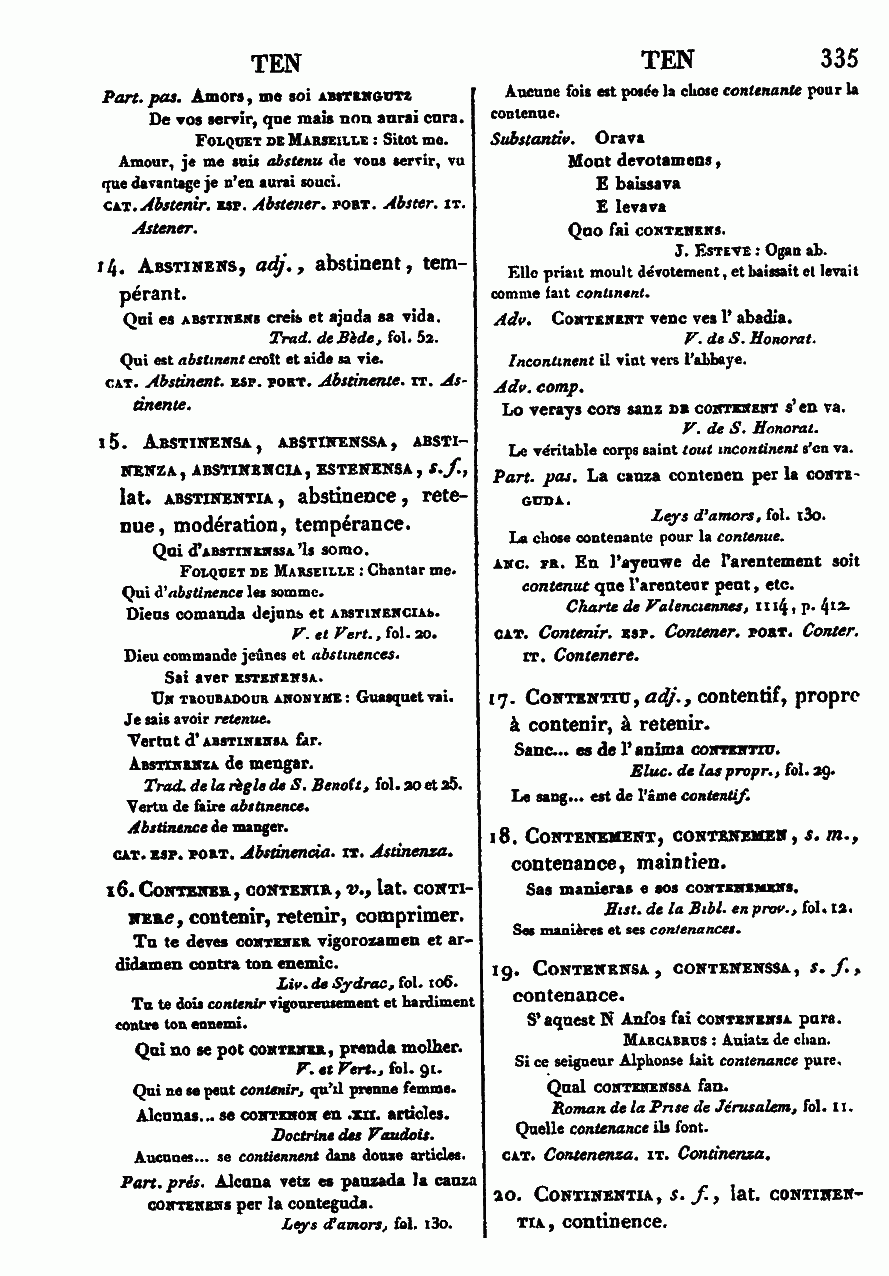 TEN
Part. pas. Amors, me soi ABSTENGUTZ
De vos servir, que mais non aurai cura.
FOLQUET DE MARSEILLE : Sitot me.
Amour, je me suis abstenu de vous servir, vu
que davantage je n'en aurai souci.
CAT. Abstenir. ESP. Abstener. PORT. Abster. IT.
Astener.
14. ABSTINENS, adj., abstinent, tem-
pérant.
Qui es ABSTINENS creis et ajuda sa vida.
Trad. de Bède, fol. 52.
Qui est abstinent croît et aide sa vie.
CAT. Abstinent. ESP. PORT. Abstinente. IT. As-
tinente.
15. ABSTINENSA, ABSTINENSSA, ABSTI-
NENZA, ABSTINENCIA, ESTENENSA, s. f.,
lat. ABSTINENTIA, abstinence, rete-
nue, modération, tempérance.
Qui d'ABSTINENSSA 'ls somo.
FOLQUET DE MARSEILLE : Chantar me.
Qui d'abstinence les somme.
Dieus comanda dejuns et ABSTINENCIAS.
V. et Vert., fol. 20.
Dieu commande jeûnes et abstinences.
Sai aver ESTENENSA.
UN TROUBADOUR ANONYME : Guasquet vai.
Je sais avoir retenue.
Vertut d'ABSTINENSA far.
ABSTINENZA de mengar.
Trad. de la règle de S. Benoît, fol. 20 et 25.
Vertu de faire abstinence.
Abstinence de manger.
CAT. ESP. PORT. Abstinencia. IT. Astinenza.
16. CONTENER, CONTENIR, v., lat. CONTI-
NERe, contenir, retenir, comprimer.
Tu te deves CONTENER vigorozamen et ar-
didamen contra ton enemic.
Liv. de Sydrac, fol. 106.
Tu te dois contenir vigoureusement et hardiment
contre ton ennemi.
Qui no se pot CONTENER, prenda molher.
V. et Vert., fol. 91.
Qui ne se peut contenir, qu'il prenne femme.
Alcunas... se CONTENON en .XII. articles.
Doctrine des Vaudois.
Aucunes... se contiennent dans douze articles.
Part. prés. Alcuna vetz es pauzada la cauza
CONTENENS per la conteguda.
Leys d'amors, fol. 130.
TEN 335
Aucune fois est posée la chose contenante pour la
contenue.
Substantiv. Orava
Mont devotamens,
E baissava
E levava
Quo fai CONTENENS.
J. ESTEVE : Ogan ab.
Elle priait moult dévotement, et baissait et levait
comme fait continent.
Adv. CONTENENT venc ves l'abadia.
V. de S. Honorat.
Incontinent il vint vers l'abbaye.
Adv. comp.
Lo verays cors sanz DE CONTENENT s'en va.
V. de S. Honorat.
Le véritable corps saint tout incontinent s'en va.
Part. pas. La cauza contenen per la CONTE-
GUDA.
Leys d'amors, fol. 130.
La chose contenante pour la contenue.
ANC. FR. En l'ayeuwe de l'arentement soit
contenut que l'arenteur peut, etc.
Charte de Valenciennes, 1114, p. 412.
CAT. Contenir. ESP. Contener. PORT. Conter.
IT. Contenere.
17. CONTENTIU, adj., contentif, propre
à contenir, à retenir.
Sanc... es de l'anima CONTENTIU.
Eluc. de las propr., fol. 29.
Le sang... est de l'âme contentif.
18. CONTENEMENT, CONTENEMEN, s. m.,
contenance, maintien.
Sas manieras e sos CONTENEMENS.
Hist. de la Bibl. en prov., fol. 12.
Ses manières et ses contenances.
19. CONTENENSA, CONTENENSSA, s. f.,
contenance.
S'aquest N Anfos fai CONTENENSA pura.
MARCABRUS : Auiatz de chan.
Si ce seigneur Alphonse fait contenance pure.
Qual CONTENENSSA fan.
Roman de la Prise de Jérusalem, fol. 11.
Quelle contenance ils font.
CAT. Contenenza. IT. Continenza.
20. CONTINENTIA, s. f., lat. CONTINEN-
TIA, continence.